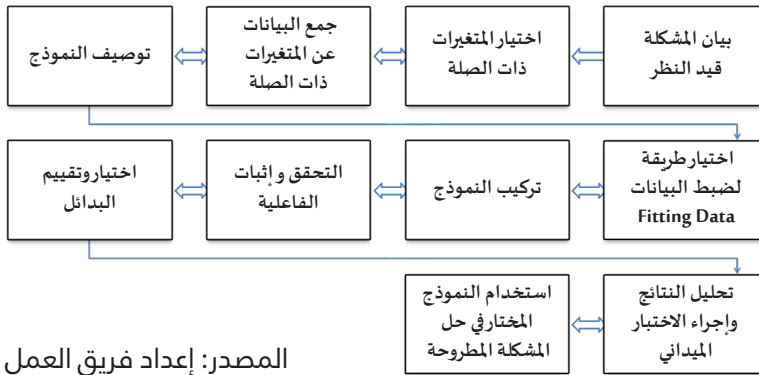 بيان المشكلة
قيد النظر
اختيار المتغيرات
ذات الصلة
جمع البيانات
عن المتغيرات
ذات الصلة
توصيف النموذج
اختيار طريقة
لضبط البيانات
Fitting Data
تركيب النموذج
التحقق و إثبات
الفاعلية
اختيار وتقييم
البدائل
تحليل النتائج
وإجراء الاختبار
الميداني
استخدام النموذج
المختار في حل
المشكلة المطروحة
المصدر: إعداد فريق العمل